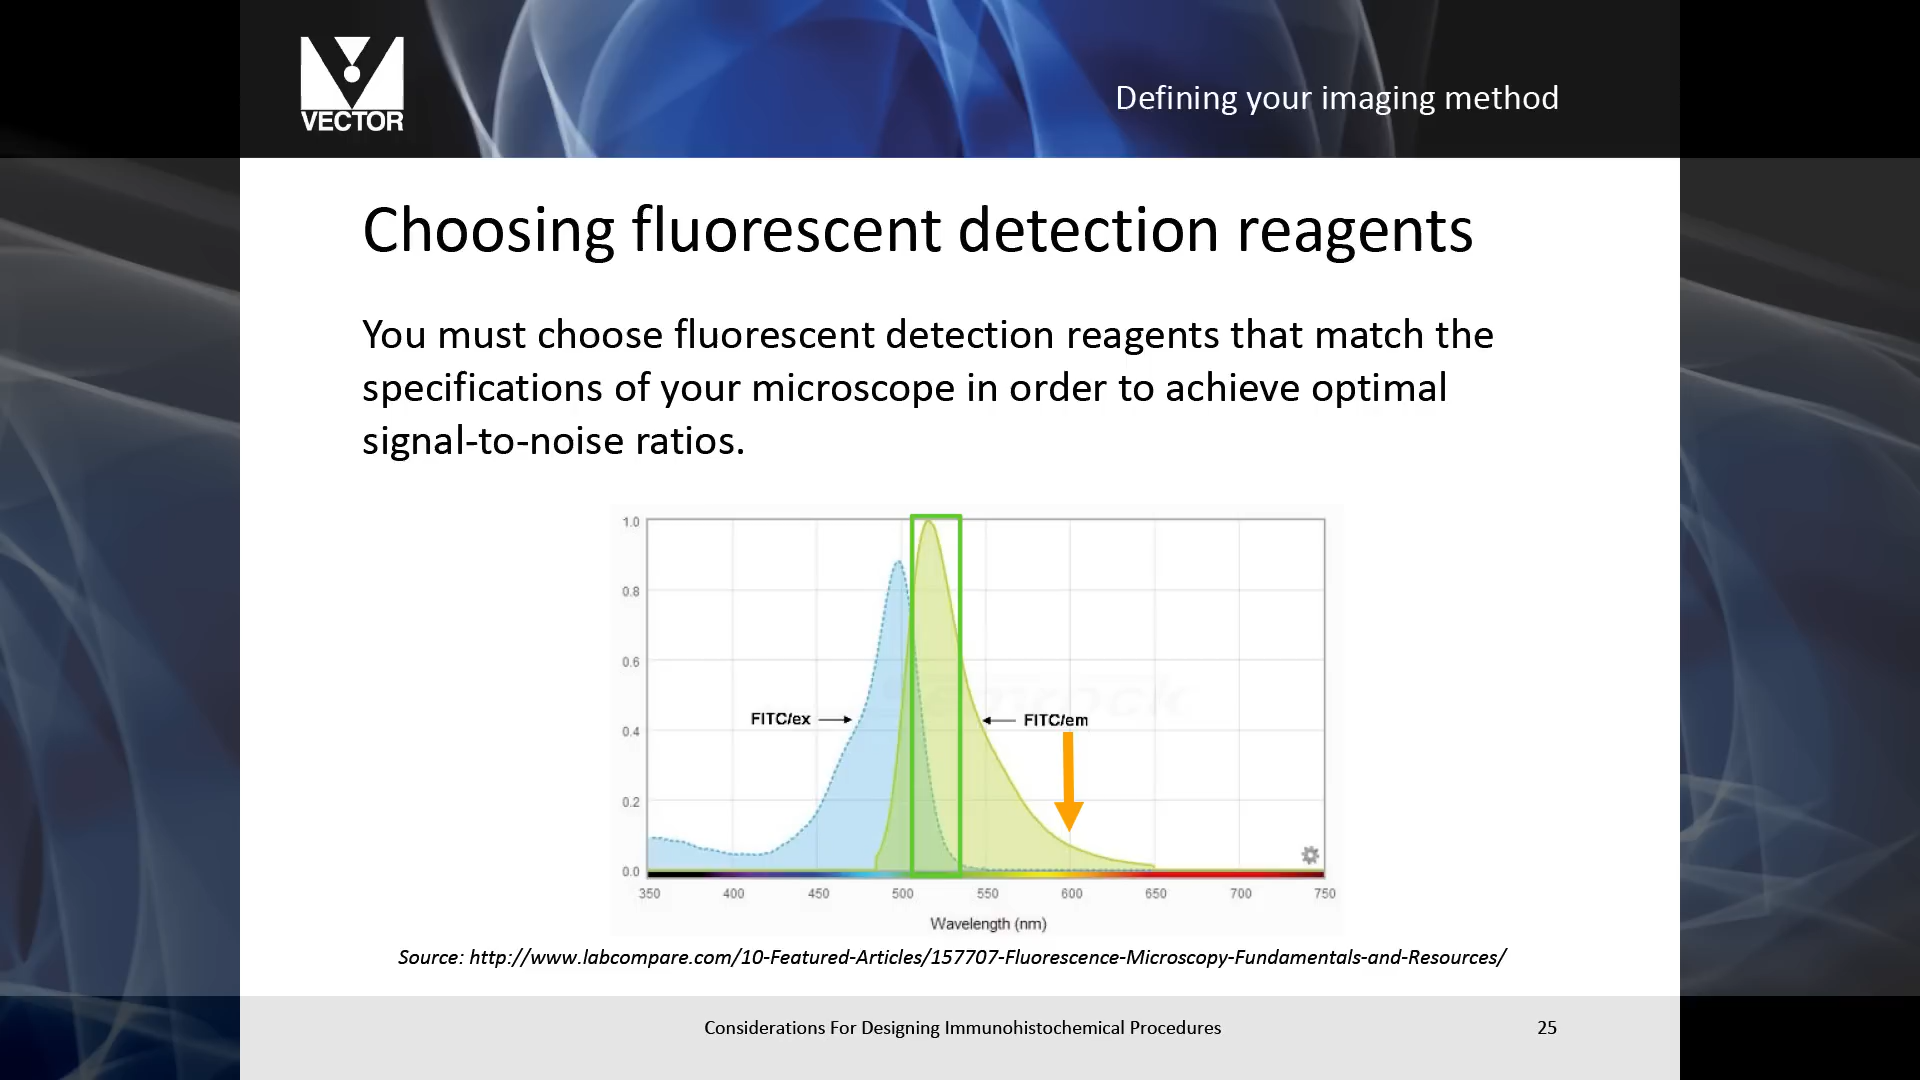 VECTOR
Defining your imaging method
Choosing fluorescent detection reagents
You must choose fluorescent detection reagents that match the
specifications of your microscope in order to achieve optimal
signal-to-noise ratios.
1.0
0.8
0.6
0.4
0.2
0.0
FITC/ex
FITC/em
Semrock
350 400 450 500 550 600 650 700 750
Wavelength (nm)
Source: http://www.labcompare.com/10-Featured-Articles/157707-Fluorescence-Microscopy-Fundamentals-and-Resources/
Considerations For Designing Immunohistochemical Procedures
25